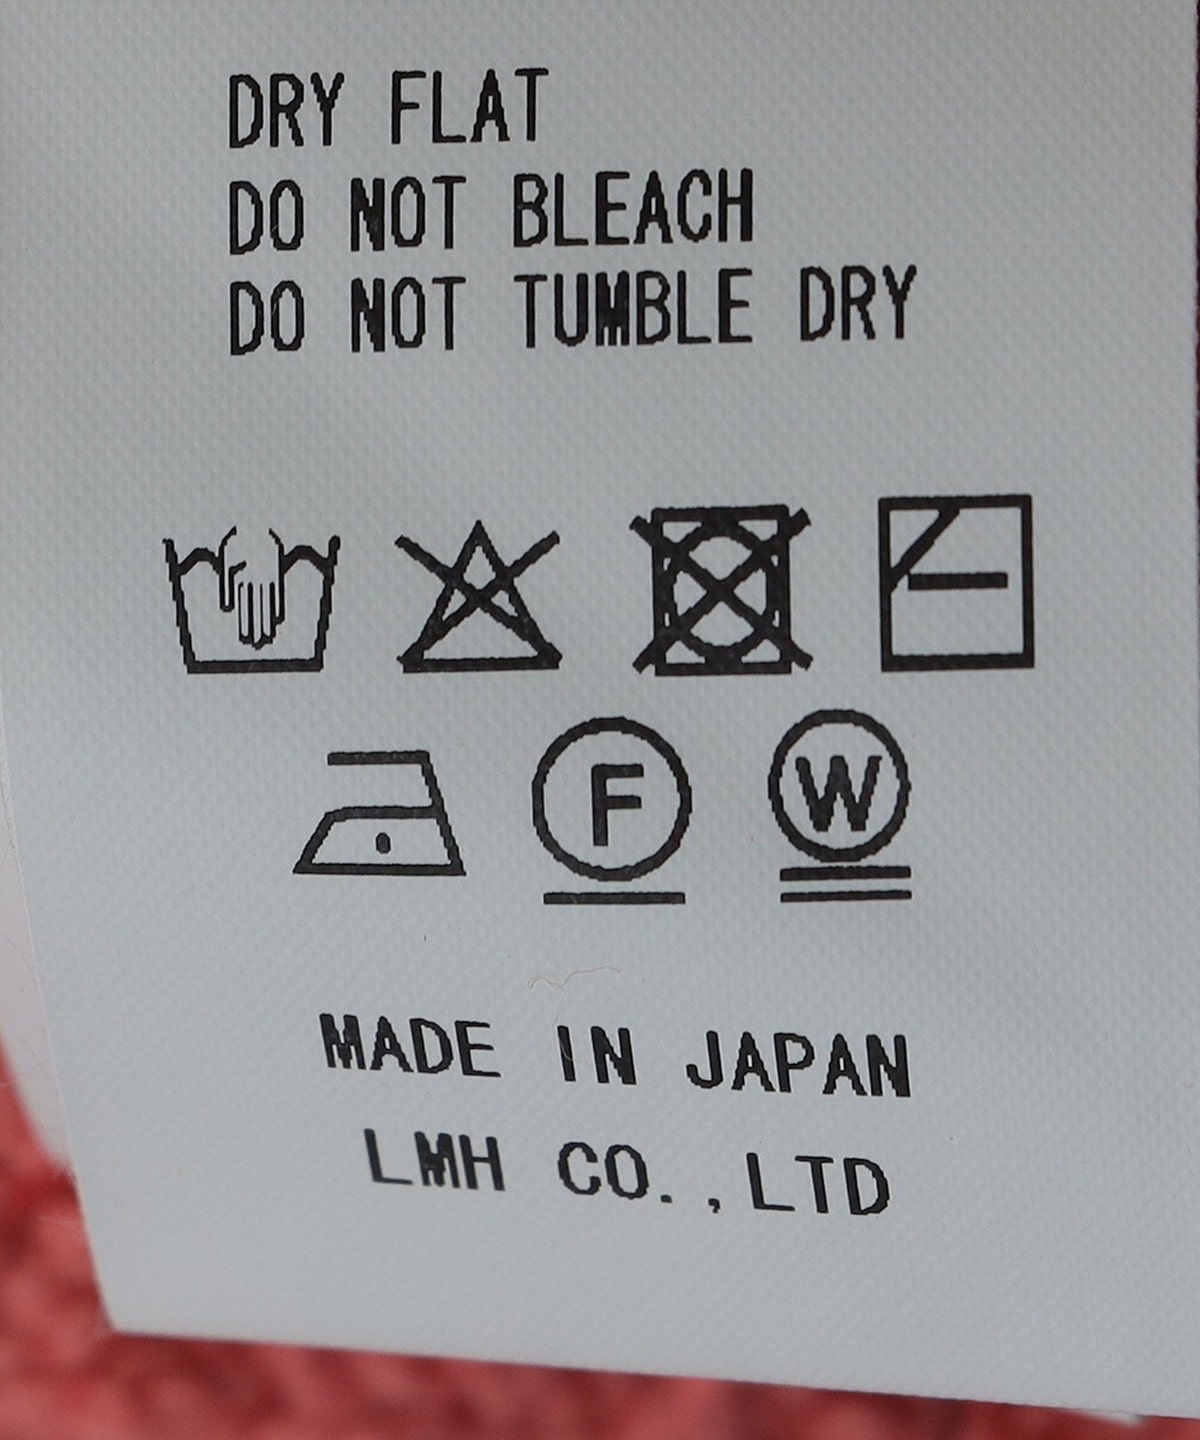 DRY FLAT
DO NOT BLEACH
DO NOT TUMBLE DRY
F
W
MADE IN JAPAN
LMH CO.,LTD